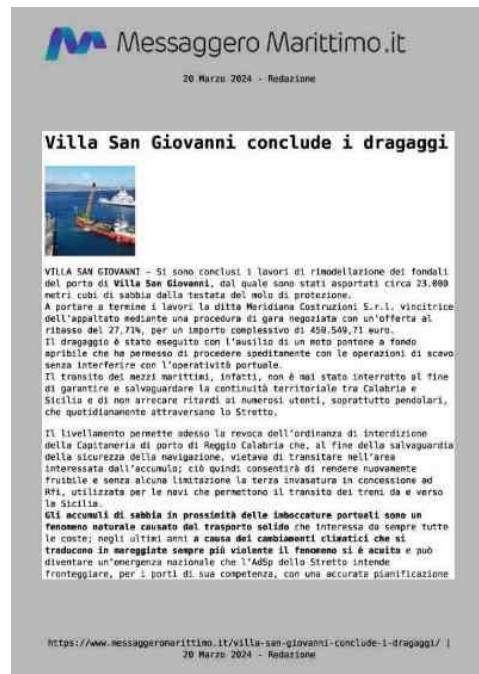 Messaggero Marittimo.it
20 Marzo 2024 - Redazione
Villa San Giovanni conclude i dragaggi
VILLA SAN GIOVANNI – Si sono conclusi i lavori di rimodellazione dei fondali
del porto di Villa San Giovanni, dal quale sono stati asportati circa 23.000
metri cubi di sabbia dalla testata del molo di protezione.
A portare a termine i lavori la ditta Meridiana Costruzioni S.r.l. vincitrice
dell'appalto mediante una procedura di gara negoziata con un'offerta al
ribasso del 27,71%, per un importo complessivo di 450.549,71 euro.
Il dragaggio è stato eseguito con l'ausilio di un moto pontone a fondo
apribile che ha permesso di procedere speditamente con le operazioni di scavo
senza interferire con l'operatività portuale.
Il transito dei mezzi marittimi, infatti, non è mai stato interrotto al fine
di garantire e salvaguardare la continuità territoriale tra Calabria e
Sicilia e di non arrecare ritardi ai numerosi utenti, soprattutto pendolari,
che quotidianamente attraversano lo Stretto.
Il livellamento permette adesso la revoca dell'ordinanza di interdizione
della Capitaneria di porto di Reggio Calabria che, al fine della salvaguardia
della sicurezza della navigazione, vietava di transitare nell'area
interessata dall'accumulo; ciò quindi consentirà di rendere nuovamente
fruibile e senza alcuna limitazione la terza invasatura in concessione ad
Rfi, utilizzata per le navi che permettono il transito dei treni da e verso
la Sicilia.
Gli accumuli di sabbia in prossimità delle imboccature portuali sono un
fenomeno naturale causato dal trasporto solido che interessa da sempre tutte
le coste; negli ultimi anni a causa dei cambiamenti climatici che si
traducono in mareggiate sempre più violente il fenomeno si è acuito e può
diventare un'emergenza nazionale che l'AdSp dello Stretto intende
fronteggiare, per i porti di sua competenza, con una accurata pianificazione
https://www.messaggeromarittimo.it/villa-san-giovanni-conclude-i-dragaggi/ |
20 Marzo 2024 - Redazione